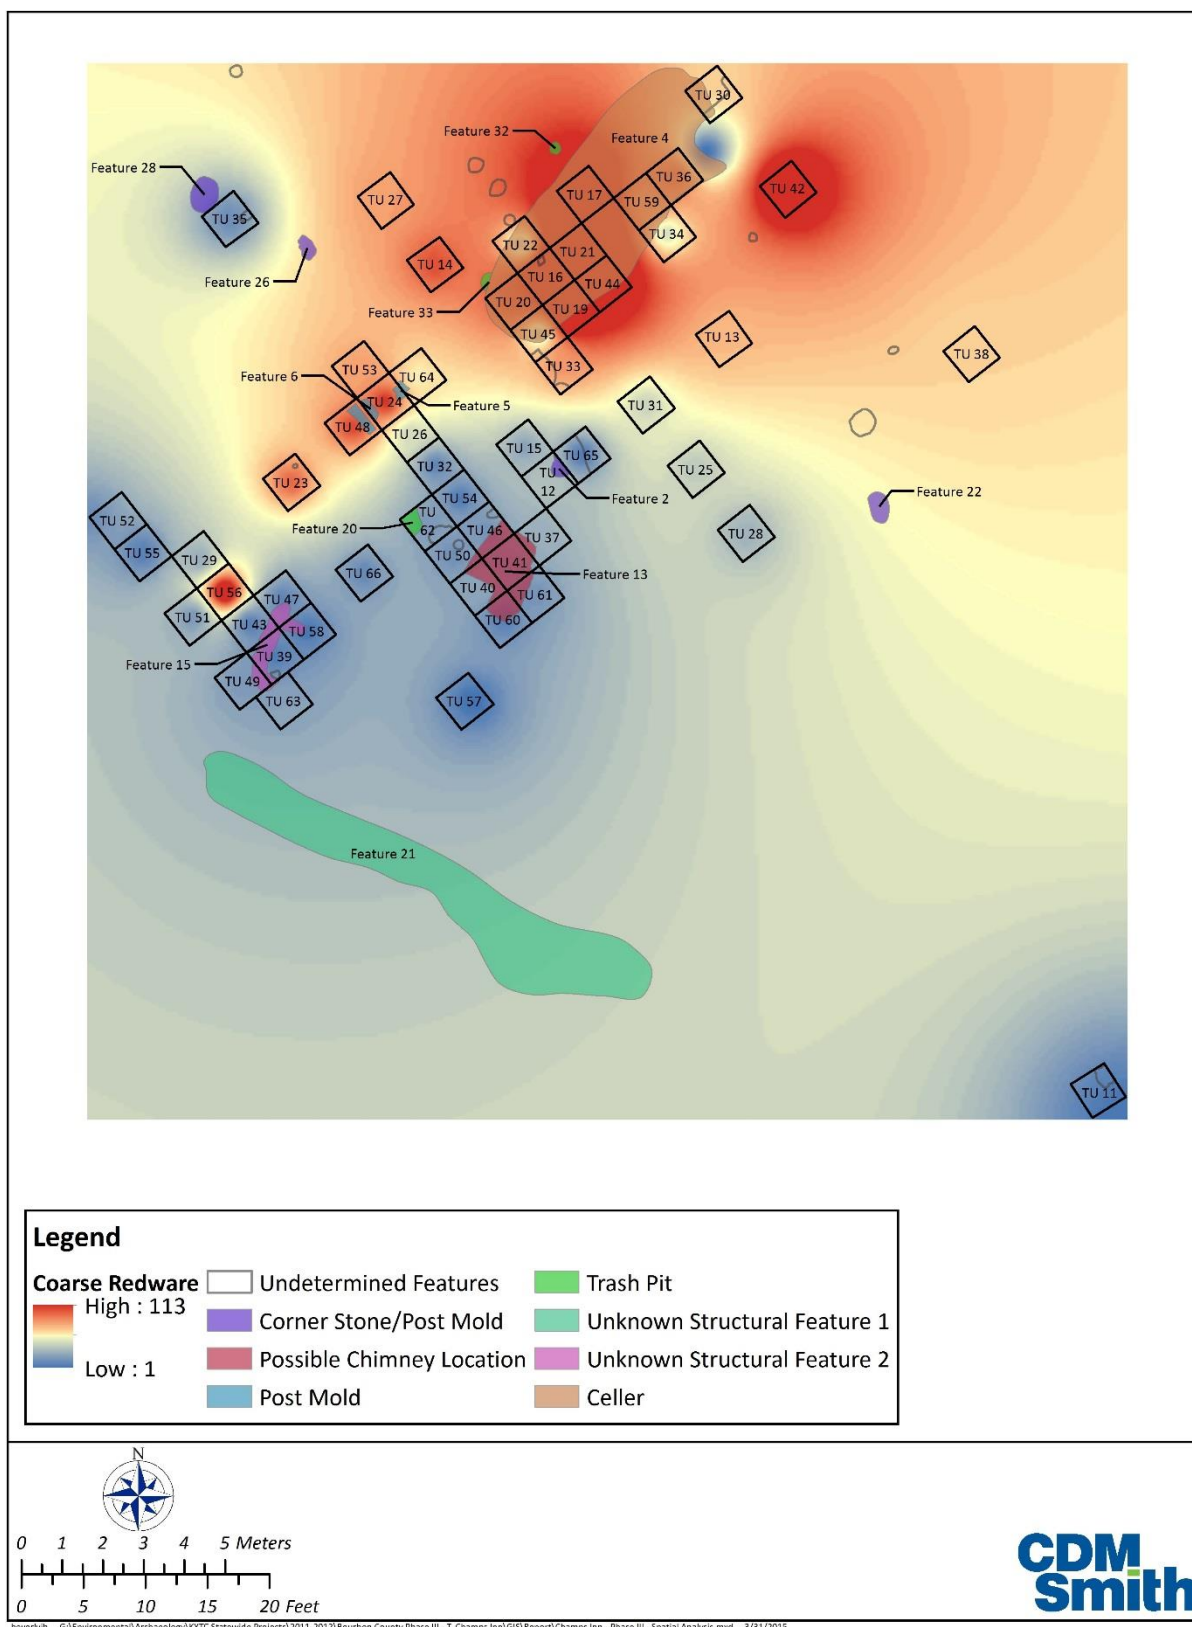 TU 30
Feature 32
Feature 4
Feature 28
TU 36
TU 42
TU 27
TU 17
TU 59
TU 35
TU 34
TU 22
TU 21
Feature 26
TU 14
TU 16
TU 44
Feature 33
TU 20
TU 19
TU 45
TU 13
TU 38
TU 33
TU 53
Feature 6
TU 64
TU 24
Feature 5
TU 31
TU 48
TU 26
TU 15
TU 65
TU 32
TU 25
TU 23
TU
12
Feature 2
Feature 22
TU 54
TU
62
Feature 20
TU 52
TU 46
TU 37
TU 28
TU 55
TU 29
TU 50
TU 41
Feature 13
TU 66
TU 56
TU 40
TU 61
TU 47
TU 51
TU 43
TU 58
TU 60
Feature 15
TU 39
TU 49
TU 63
TU 57
Feature 21
TU 11
Legend
Coarse Redware
High : 113
Low : 1
Undetermined Features
Corner Stone/Post Mold
Possible Chimney Location
Post Mold
Trash Pit
Unknown Structural Feature 1
Unknown Structural Feature 2
Celler
N
0 1 2 3 4 5 Meters
0 5 10 15 20 Feet
CDM
Smith